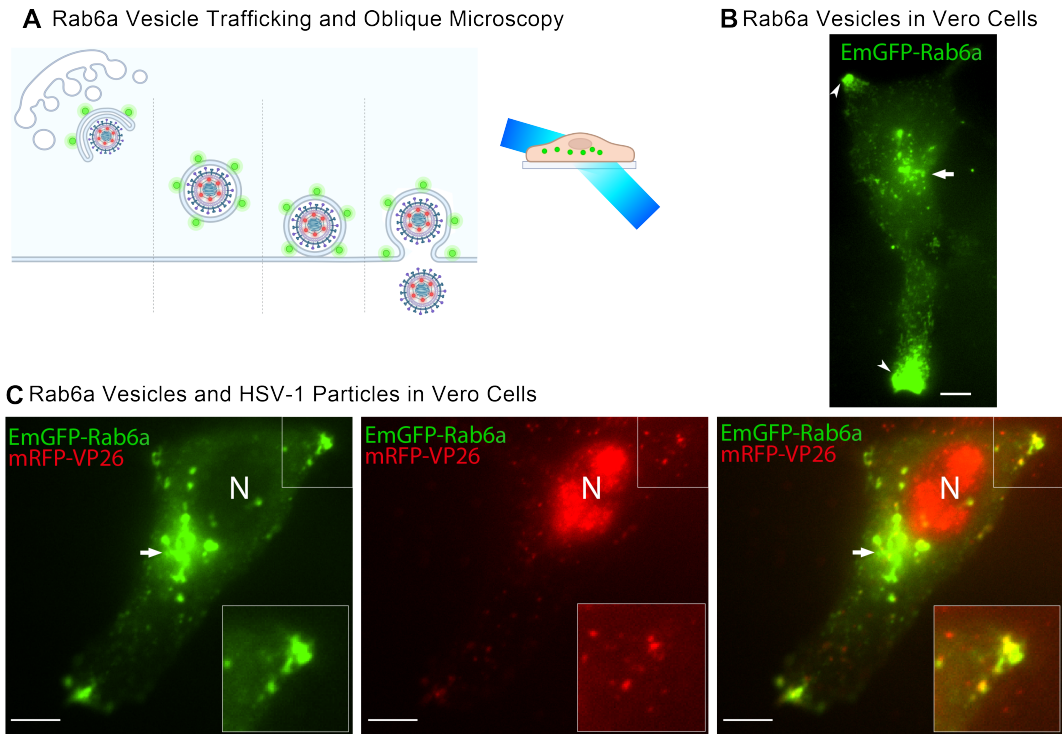 A Rab6a Vesicle Trafficking and Oblique Microscopy
B Rab6a Vesicles in Vero Cells
EmGFP-Rab6a
C Rab6a Vesicles and HSV-1 Particles in Vero Cells
EmGFP-Rab6a
mRFP-VP26
N
EmGFP-Rab6a
mRFP-VP26
N
EmGFP-Rab6a
mRFP-VP26
N